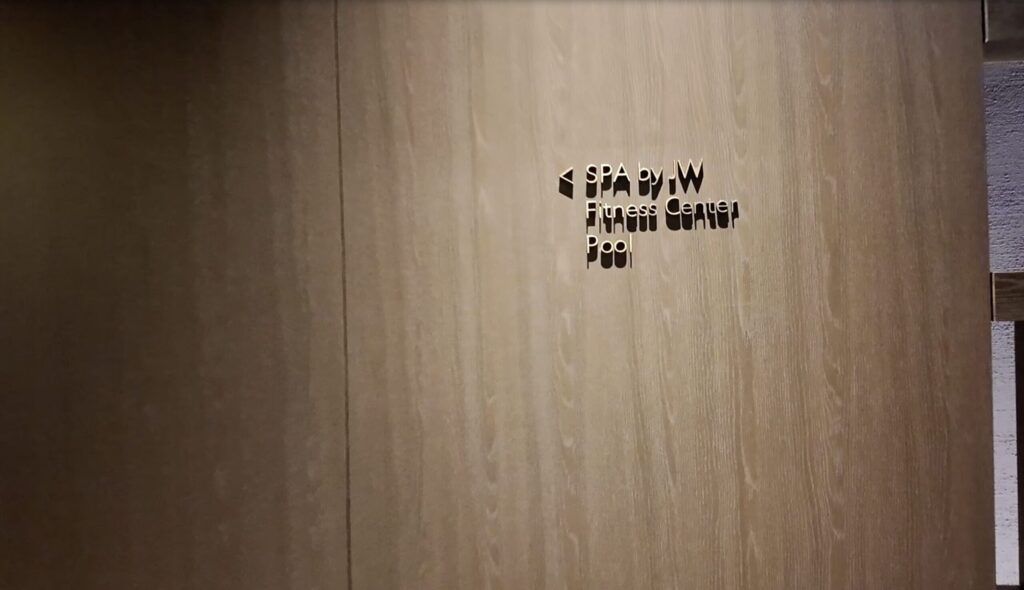 < SPA by JW
Fitness Center
Pool